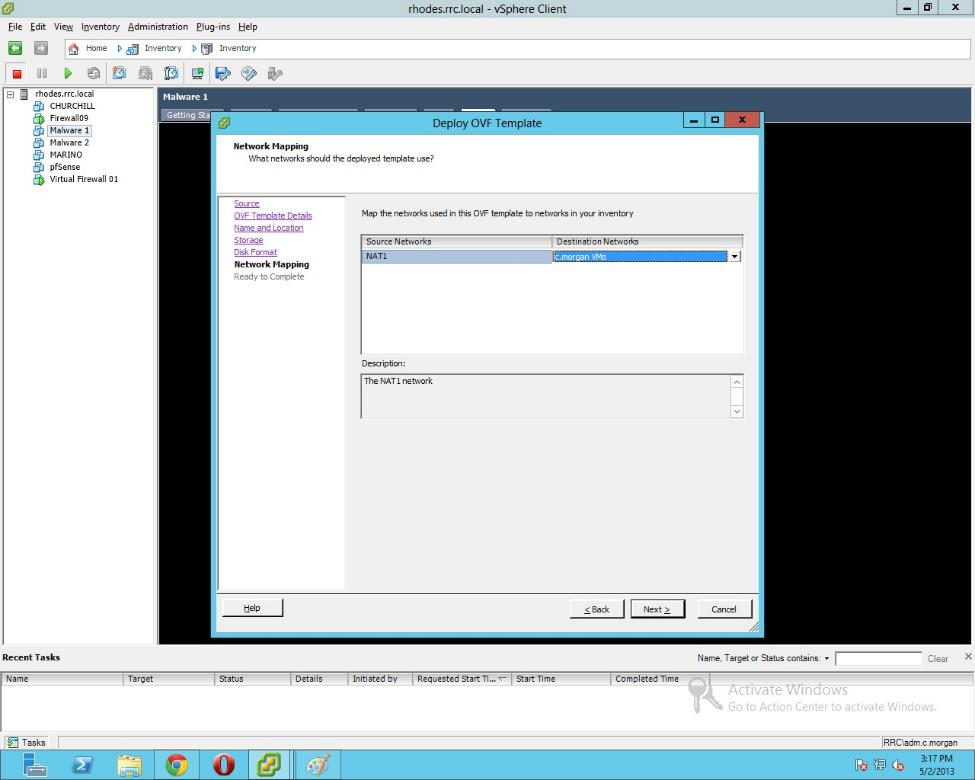 rhodes.rrc.local - vSphere Client
File Edit View Inventory Administration Plug-ins Help
Home Inventory Inventory
rhodes.rrc.local
CHURCHILL
Firewall09
Malware 1
Malware 2
MARINO
pfSense
Virtual Firewall 01
Malware 1
Getting Sta
Deploy OVF Template
Network Mapping
What networks should the deployed template use?
Source
OVF Template Details
Name and Location
Storage
Disk Format
Network Mapping
Ready to Complete
Map the networks used in this OVF template to networks in your inventory
Source Networks Destination Networks
NAT1 c.morgan VMs
Description:
The NAT1 network
Help < Back Next > Cancel
Recent Tasks
Name, Target or Status contains: Clear
Name Target Status Details Initiated by Requested Start Ti... Start Time Completed Time
Activate Windows
Go to Action Center to activate Windows.
Tasks
RRC\adm.c.morgan
3:17 PM
5/2/2013